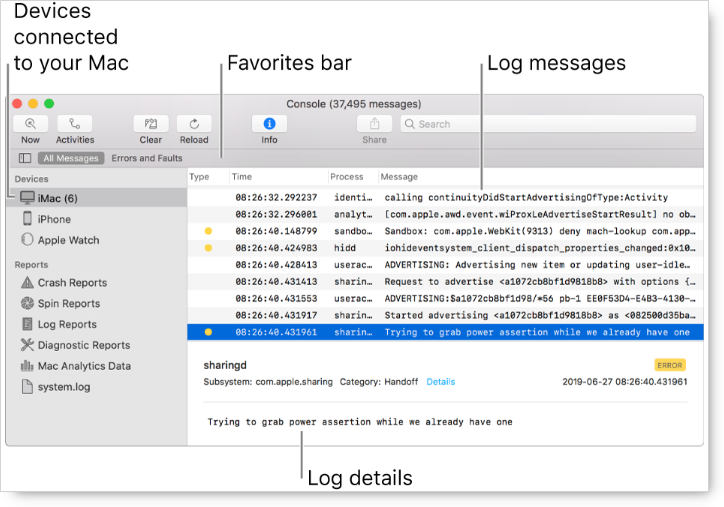 Devices
connected
to your Mac
Favorites bar
Log messages
Console (37,495 messages)
Now
Activities
Clear
Reload
Info
Share
Search
All Messages
Errors and Faults
Devices
iMac (6)
iPhone
Apple Watch
Reports
Crash Reports
Spin Reports
Log Reports
Diagnostic Reports
Mac Analytics Data
system.log
Type Time Process Message
08:26:32.292237 identi... calling continuityDidStartAdvertisingOfType:Activity
08:26:32.296001 analyt... [com.apple.awd.event.wiProxLeAdvertiseStartResult] no ob...
08:26:40.148799 sandbo... Sandbox: com.apple.WebKit(9313) deny mach-lookup com.app...
08:26:40.424983 hidd iohideventsystem_client_dispatch_properties_changed:0x10...
08:26:40.428413 userac... ADVERTISING: Advertising new item or updating user-idle...
08:26:40.431413 sharin... Request to advertise <a1072cb8bf1d9818b8> with options {...
08:26:40.431553 userac... ADVERTISING:$a1072cb8bf1d98/*56 pb-1 EE0F53D4-E4B3-4130-...
08:26:40.431917 sharin... Started advertising <a1072cb8bf1d9818b8> as <082500d35ba...
08:26:40.431961 sharin... Trying to grab power assertion while we already have one
sharingd
ERROR
Subsystem: com.apple.sharing Category: Handoff Details
2019-06-27 08:26:40.431961
Trying to grab power assertion while we already have one
Log details